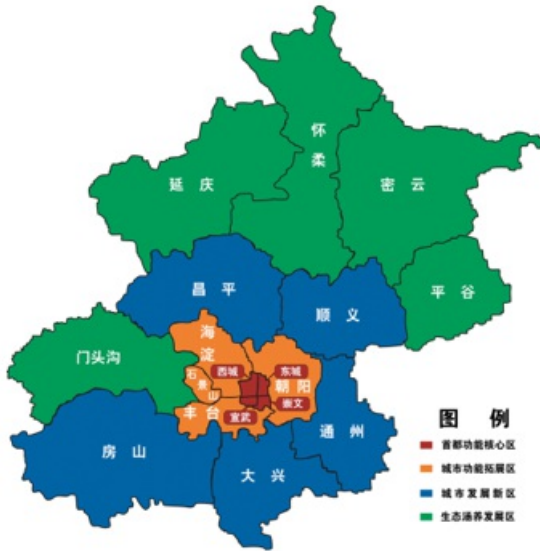 怀柔
延庆
密云
昌平
顺义
平谷
海淀
门头沟
西城
东城
石景山
朝阳
丰台
宣武
崇文
通州
房山
大兴
图例
首都功能核心区
城市功能拓展区
城市发展新区
生态涵养发展区